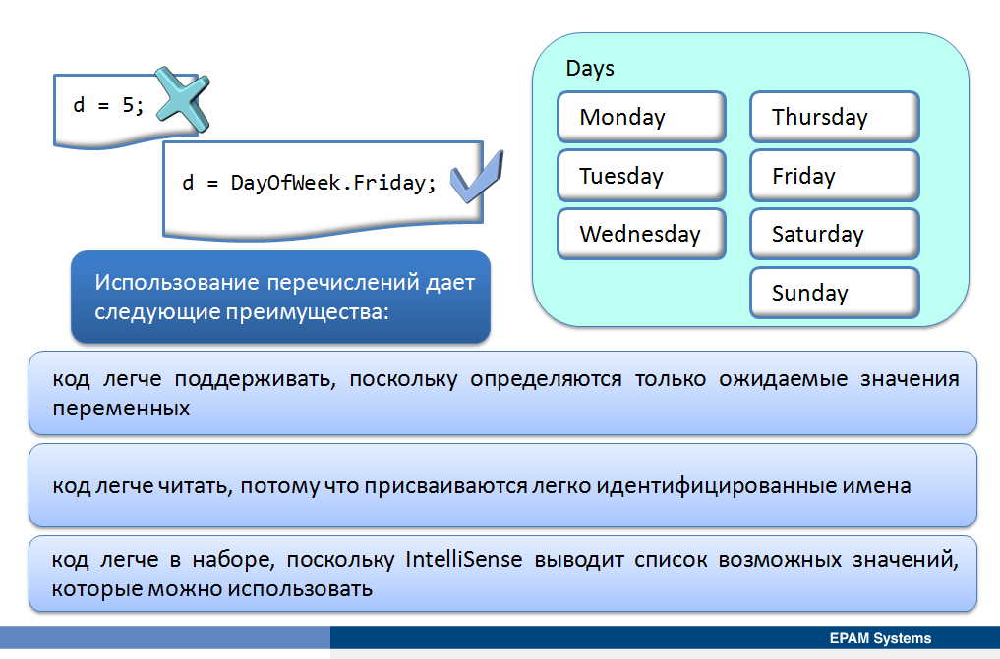 d = 5;
d = DayOfWeek.Friday;
Days
Monday
Thursday
Tuesday
Friday
Wednesday
Saturday
Sunday
Использование перечислений дает
следующие преимущества:
код легче поддерживать, поскольку определяются только ожидаемые значения
переменных
код легче читать, потому что присваиваются легко идентифицированные имена
код легче в наборе, поскольку IntelliSense выводит список возможных значений,
которые можно использовать
EPAM Systems